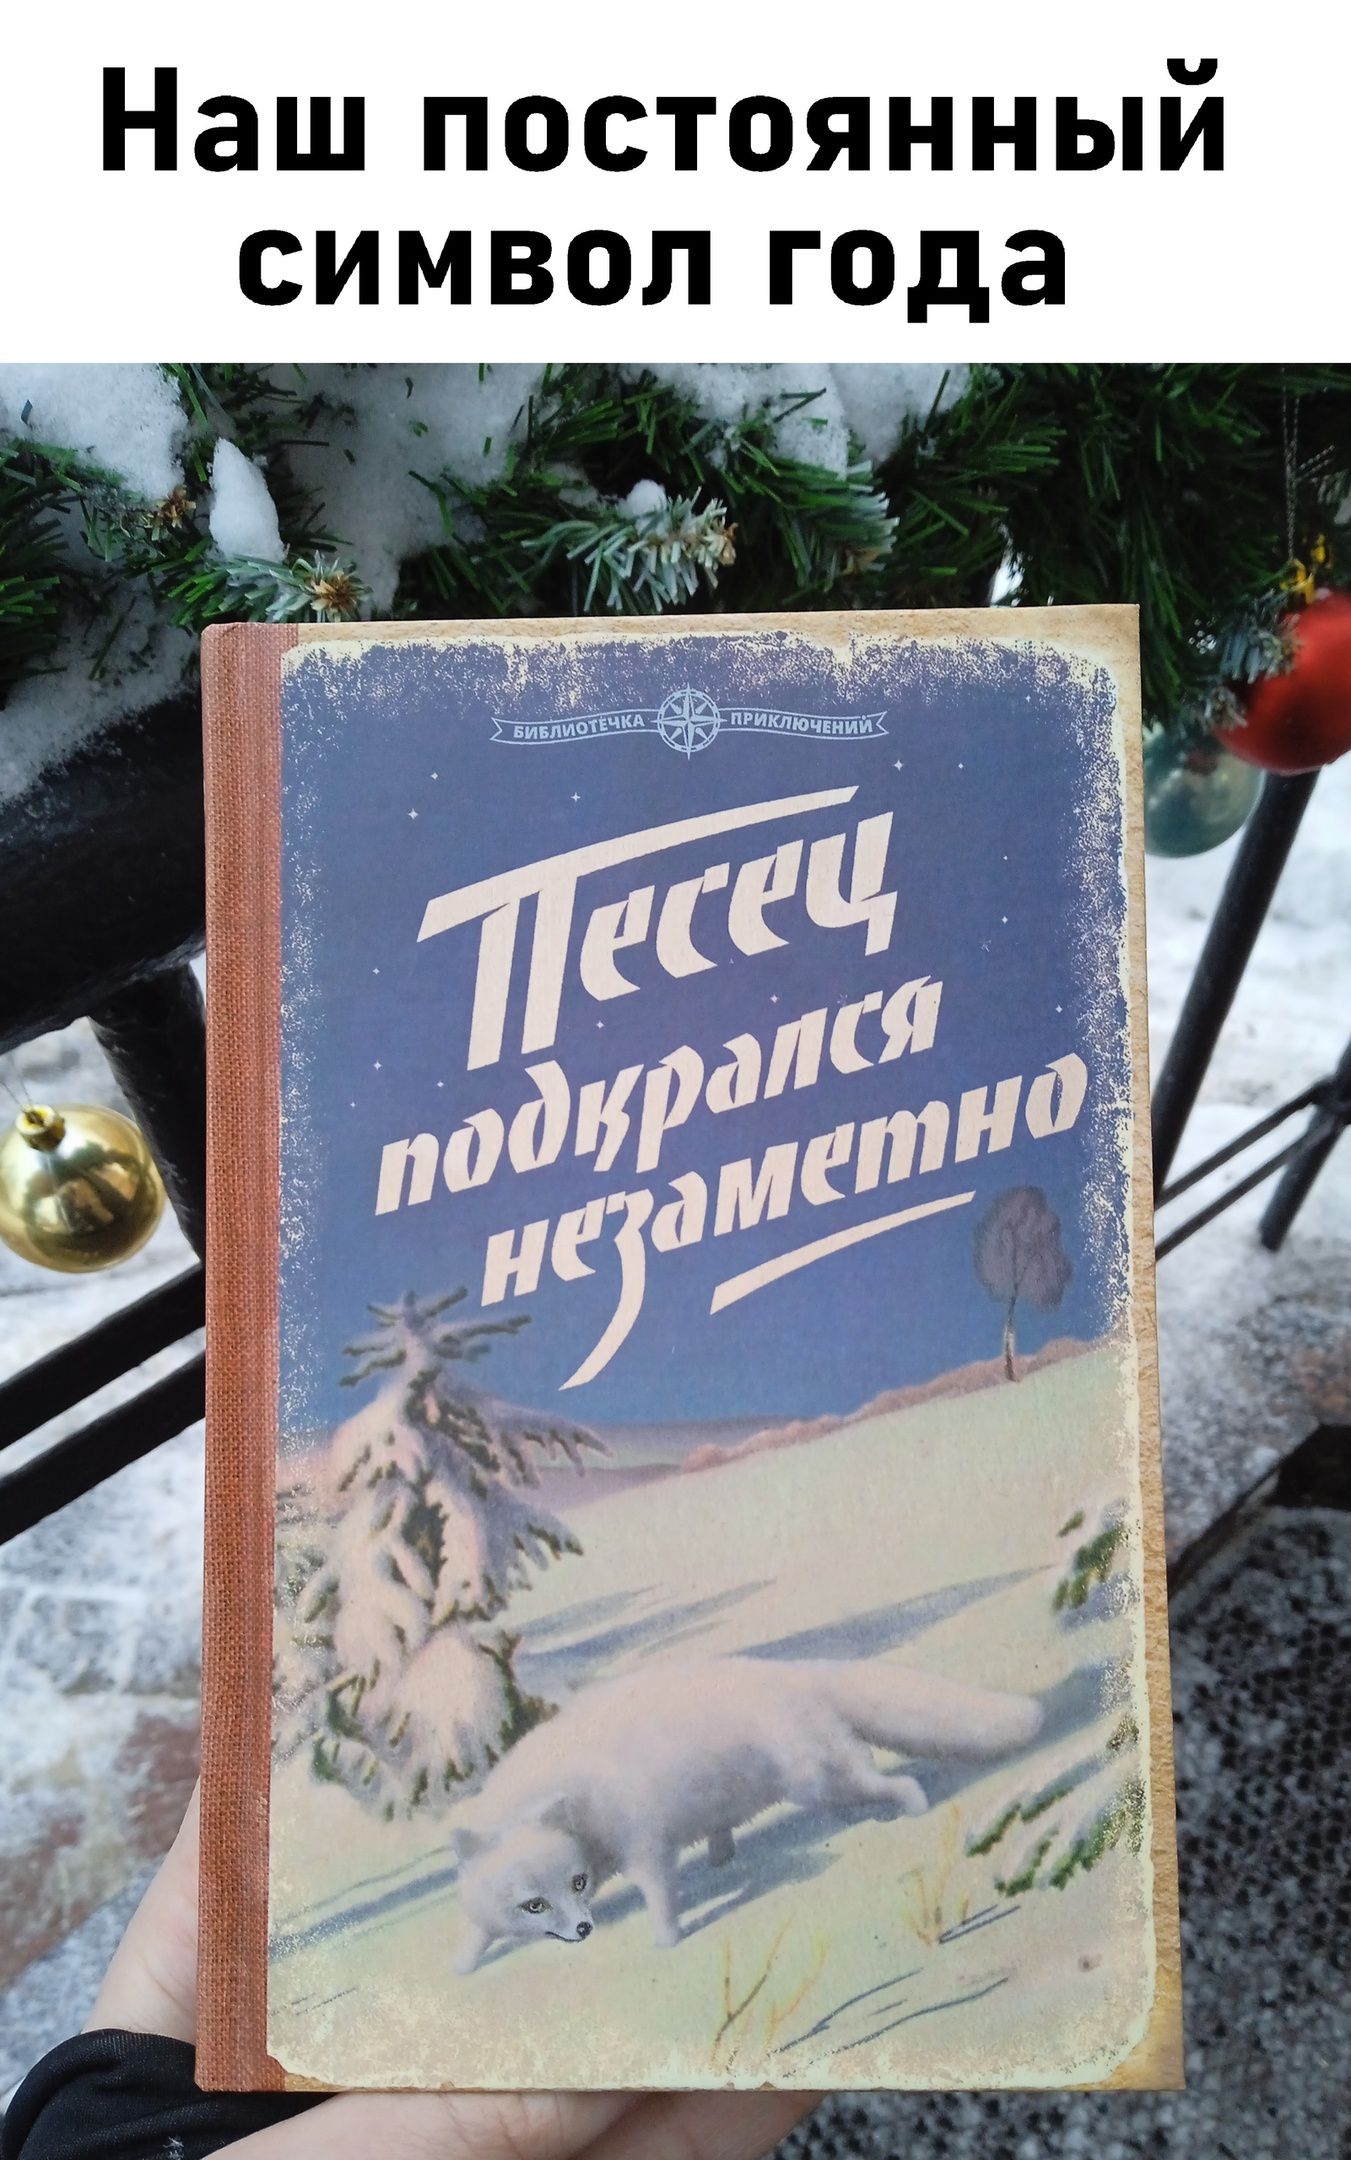 Наш постоянный
символ года
БИБЛИОТЕЧКА ПРИКЛЮЧЕНИЙ
Песец
подкрался
незаметно